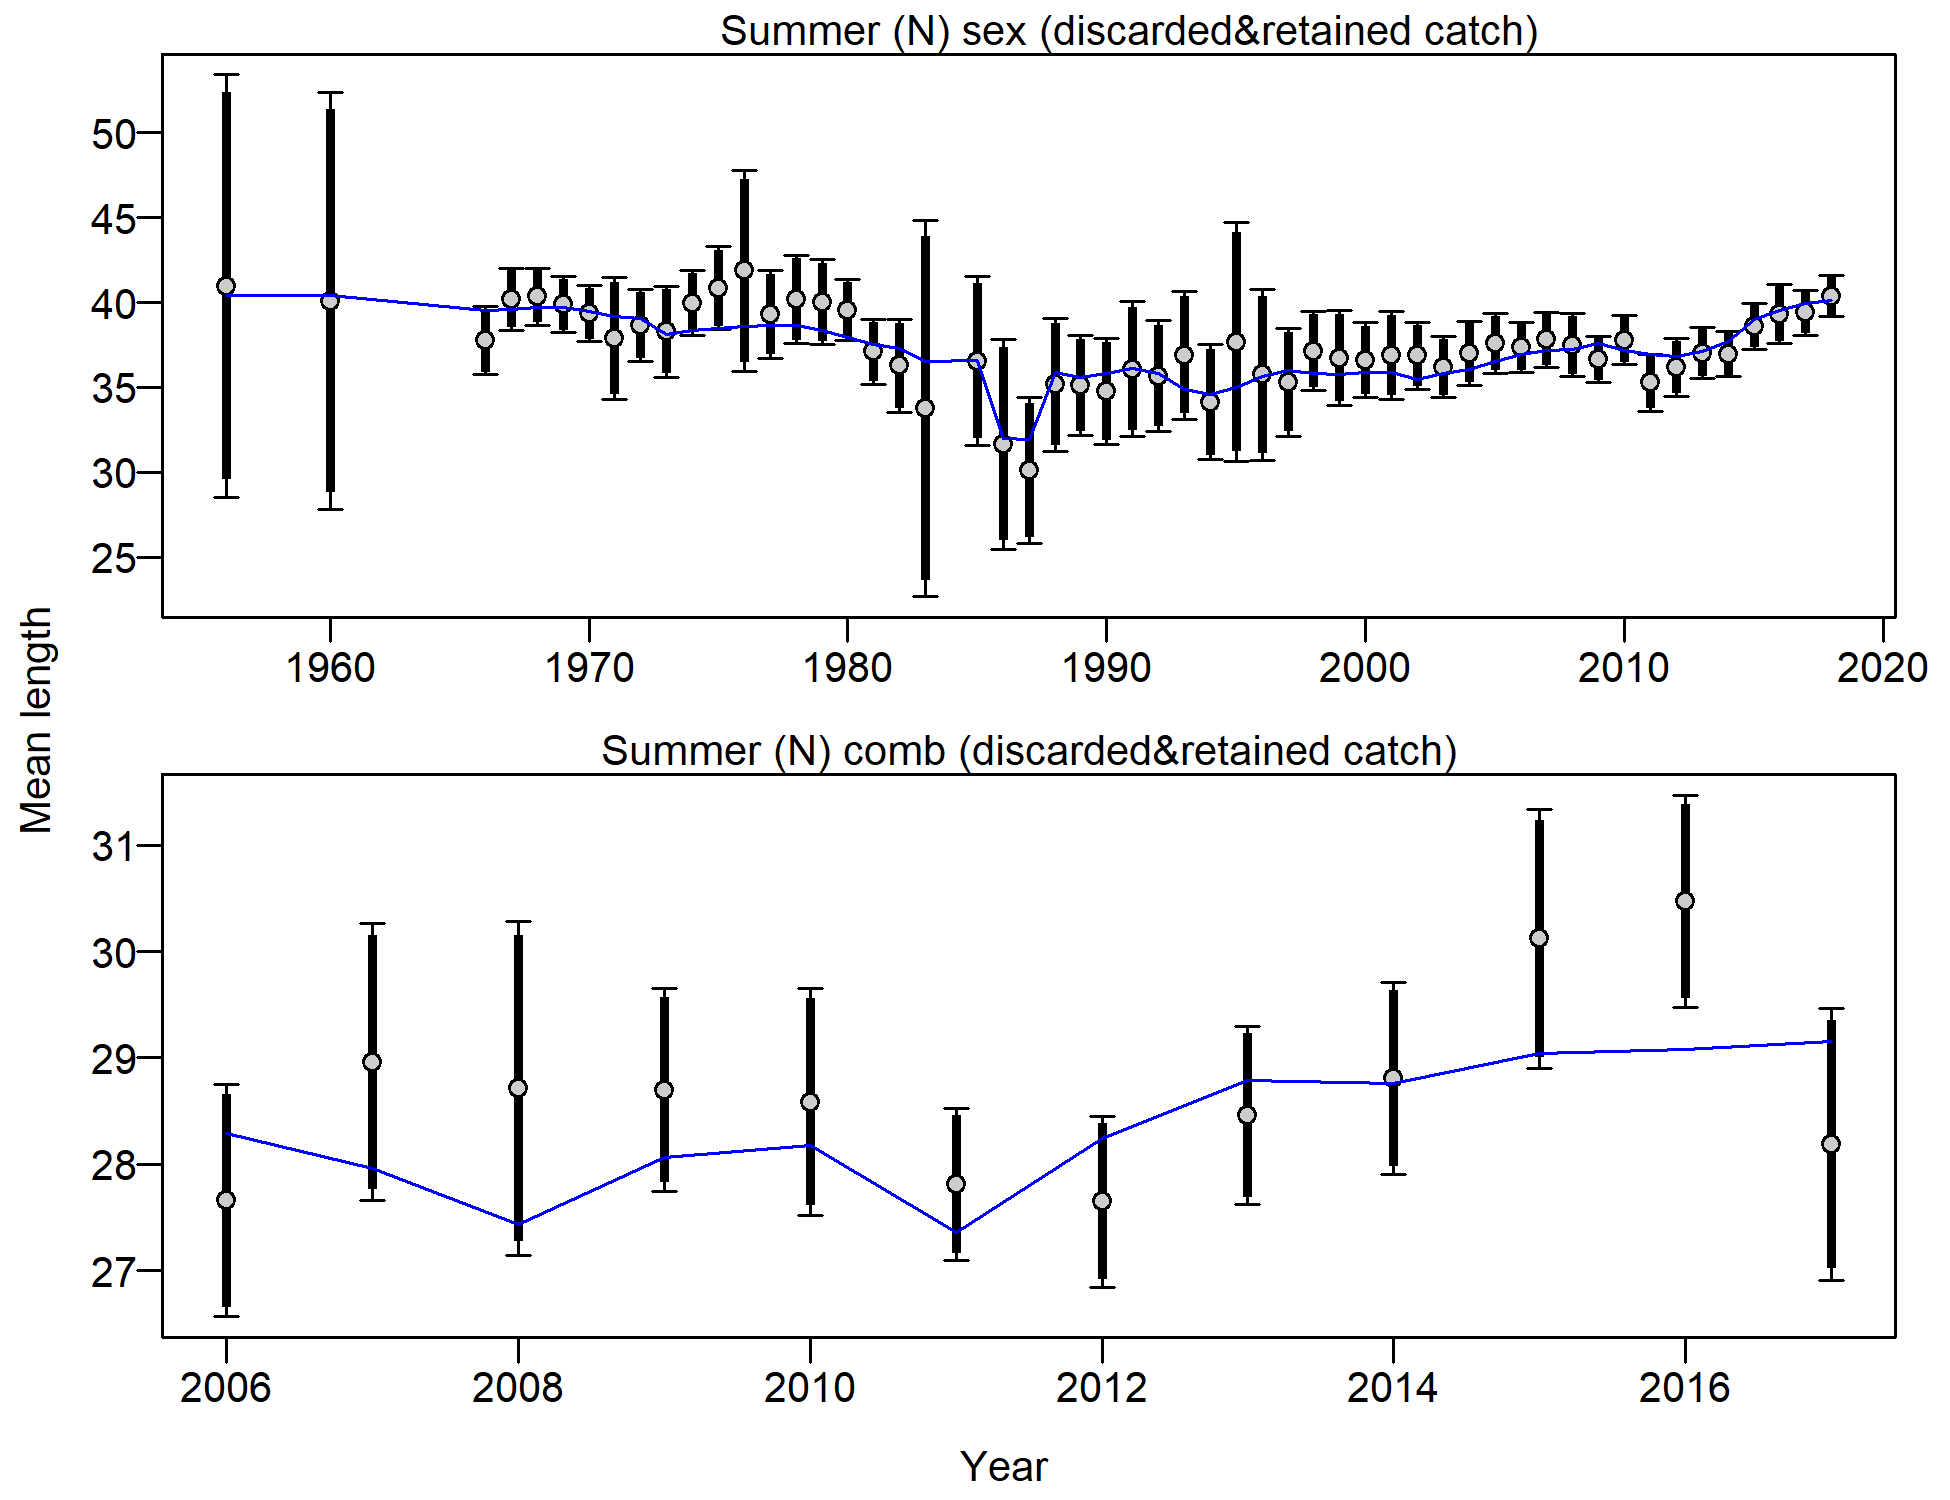 Summer (N) sex (discarded&retained catch)
50
45
40
35
30
25
1960 1970 1980 1990 2000 2010 2020
Mean length
Summer (N) comb (discarded&retained catch)
31
30
29
28
27
2006 2008 2010 2012 2014 2016
Year